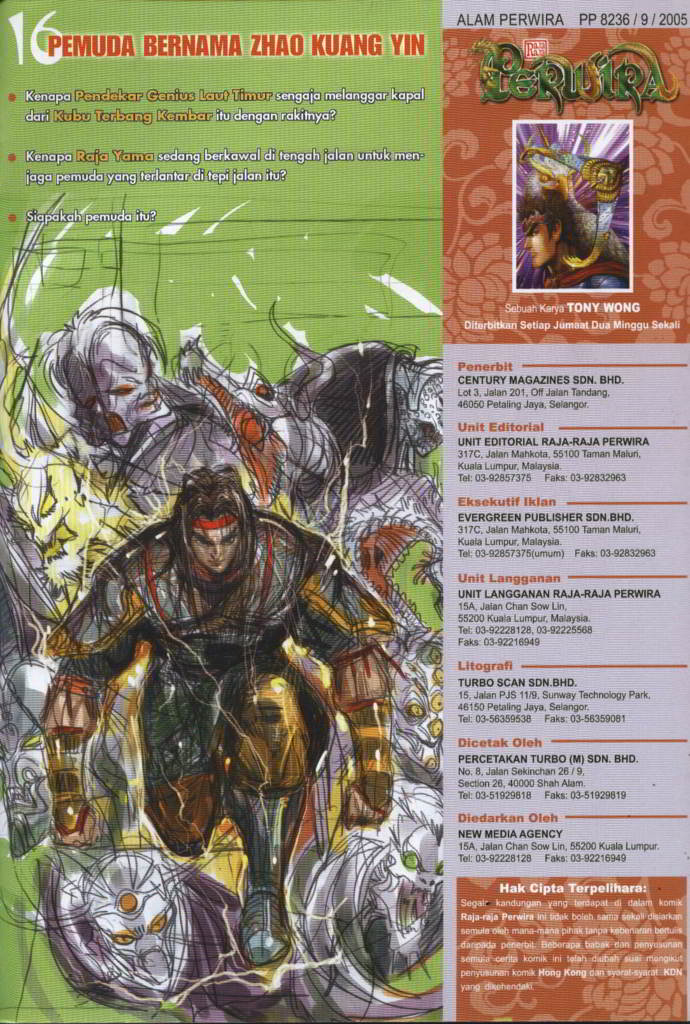 16 PEMUDA BERNAMA ZHAO KUANG YIN
• Kenapa Pendekar Genius Laut Timur sengaja melanggar kapal
dari Kubu Terbang Kembar itu dengan rakitnya?
• Kenapa Raja Yama sedang berkawal di tengah jalan untuk men-
jaga pemuda yang terlantar di tepi jalan itu?
• Siapakah pemuda itu?
ALAM PERWIRA PP 8236 / 9 / 2005
RAJA RAJA
PERWIRA
Sebuah Karya TONY WONG
Diterbitkan Setiap Jumaat Dua Minggu Sekali
Penerbit
CENTURY MAGAZINES SDN. BHD.
Lot 3, Jalan 201, Off Jalan Tandang,
46050 Petaling Jaya, Selangor.
Unit Editorial
UNIT EDITORIAL RAJA-RAJA PERWIRA
317C, Jalan Mahkota, 55100 Taman Maluri,
Kuala Lumpur, Malaysia.
Tel: 03-92857375 Faks: 03-92832963
Eksekutif Iklan
EVERGREEN PUBLISHER SDN.BHD.
317C, Jalan Mahkota, 55100 Taman Maluri,
Kuala Lumpur, Malaysia.
Tel: 03-92857375(umum) Faks: 03-92832963
Unit Langganan
UNIT LANGGANAN RAJA-RAJA PERWIRA
15A, Jalan Chan Sow Lin,
55200 Kuala Lumpur, Malaysia.
Tel: 03-92228128, 03-92225568
Faks: 03-92216949
Litografi
TURBO SCAN SDN.BHD.
15, Jalan PJS 11/9, Sunway Technology Park,
46150 Petaling Jaya, Selangor.
Tel: 03-56359538 Faks: 03-56359081
Dicetak Oleh
PERCETAKAN TURBO (M) SDN. BHD.
No. 8, Jalan Sekinchan 26 / 9,
Section 26, 40000 Shah Alam.
Tel: 03-51929818 Faks: 03-51929819
Diedarkan Oleh
NEW MEDIA AGENCY
15A, Jalan Chan Sow Lin, 55200 Kuala Lumpur.
Tel: 03-92228128 Faks: 03-92216949
Hak Cipta Terpelihara:
Segala kandungan yang terdapat di dalam komik
Raja-raja Perwira ini tidak boleh sama sekali disiarkan
semula oleh mana-mana pihak tanpa kebenaran bertulis
daripada penerbit. Beberapa babak dan penyusunan
semula cerita komik ini telah diubah suai mengikut
penyusunan komik Hong Kong dan syarat-syarat KDN
yang dikehendaki.